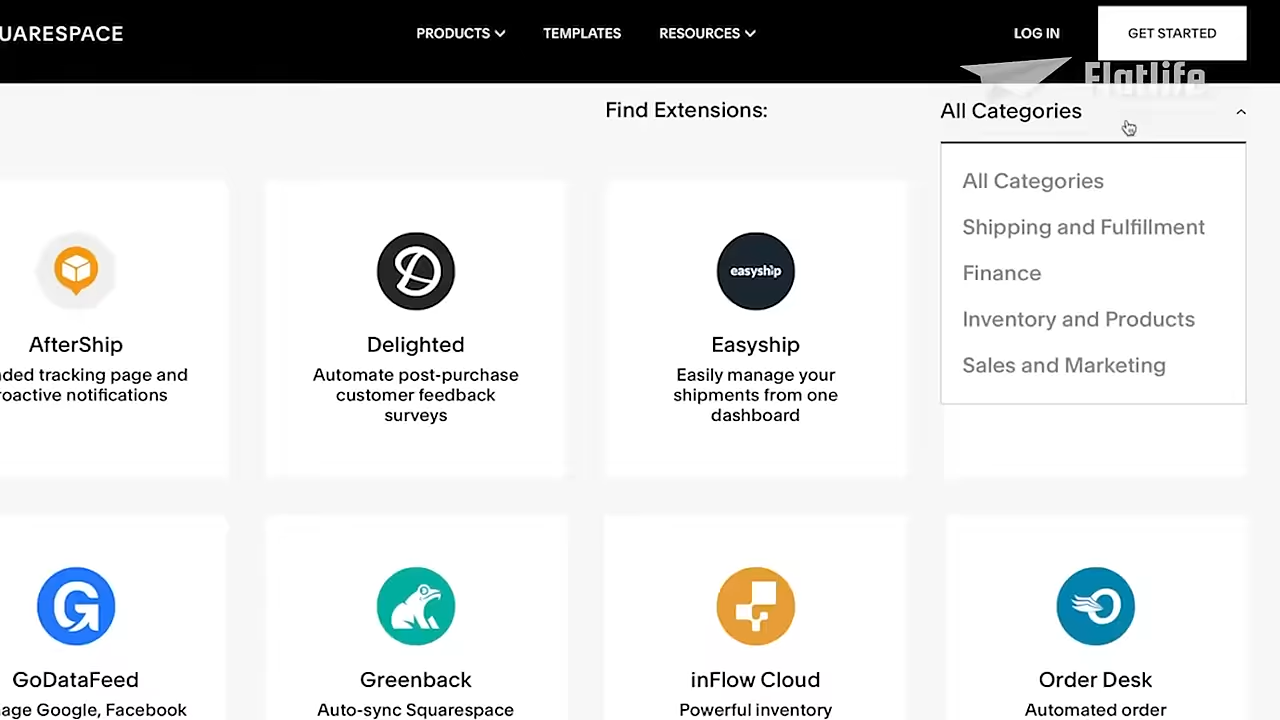 UARESPACE
PRODUCTS
TEMPLATES
RESOURCES
LOG IN
GET STARTED
Flatlife
Find Extensions:
All Categories
All Categories
Shipping and Fulfillment
Finance
Inventory and Products
Sales and Marketing
AfterShip
ded tracking page and
oactive notifications
Delighted
Automate post-purchase
customer feedback
surveys
easyship
Easyship
Easily manage your
shipments from one
dashboard
GoDataFeed
age Google, Facebook
Greenback
Auto-sync Squarespace
inFlow Cloud
Powerful inventory
Order Desk
Automated order